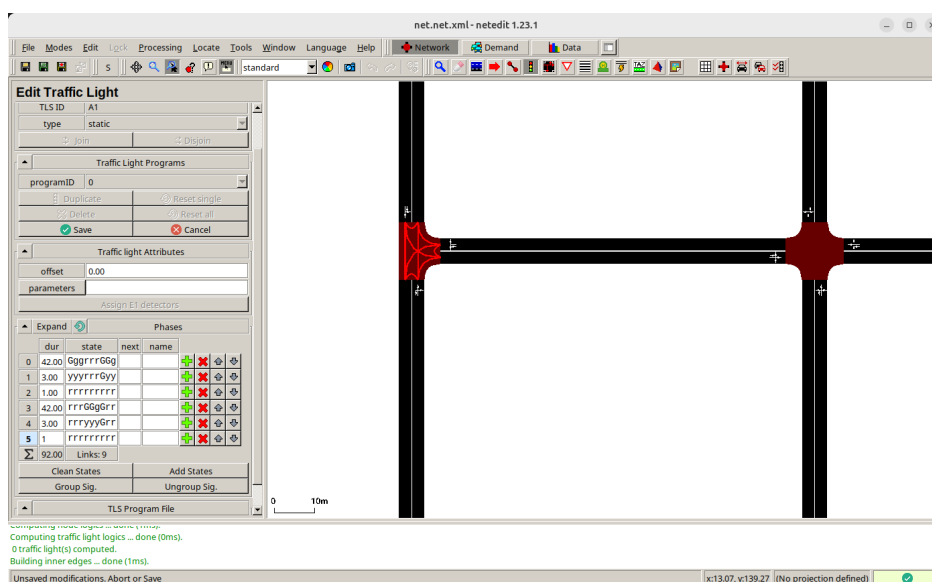 net.net.xml - netedit 1.23.1
File Modes Edit Lock Processing Locate Tools Window Language Help Network Demand Data
S standard
Edit Traffic Light
TLS ID A1
type static
Join Disjoin
Traffic Light Programs
programID 0
Duplicate Reset single
Delete Reset all
Save Cancel
Traffic light Attributes
offset 0.00
parameters
Assign E1 detectors
Expand Phases
dur state next name
0 42.00 GggrrrGGg
1 3.00 yyyrrrGyy
2 1.00 rrrrrrrrr
3 42.00 rrrGGgGrr
4 3.00 rrryyyGrr
5 1 rrrrrrrrr
Σ 92.00 Links: 9
Clean States Add States
Group Sig. Ungroup Sig.
TLS Program File
0 10m
Computing node logics ... done (1ms).
Computing traffic light logics ... done (0ms).
0 traffic light(s) computed.
Building inner edges ... done (1ms).
Unsaved modifications. Abort or Save x:13.07, y:139.27 (No projection defined)